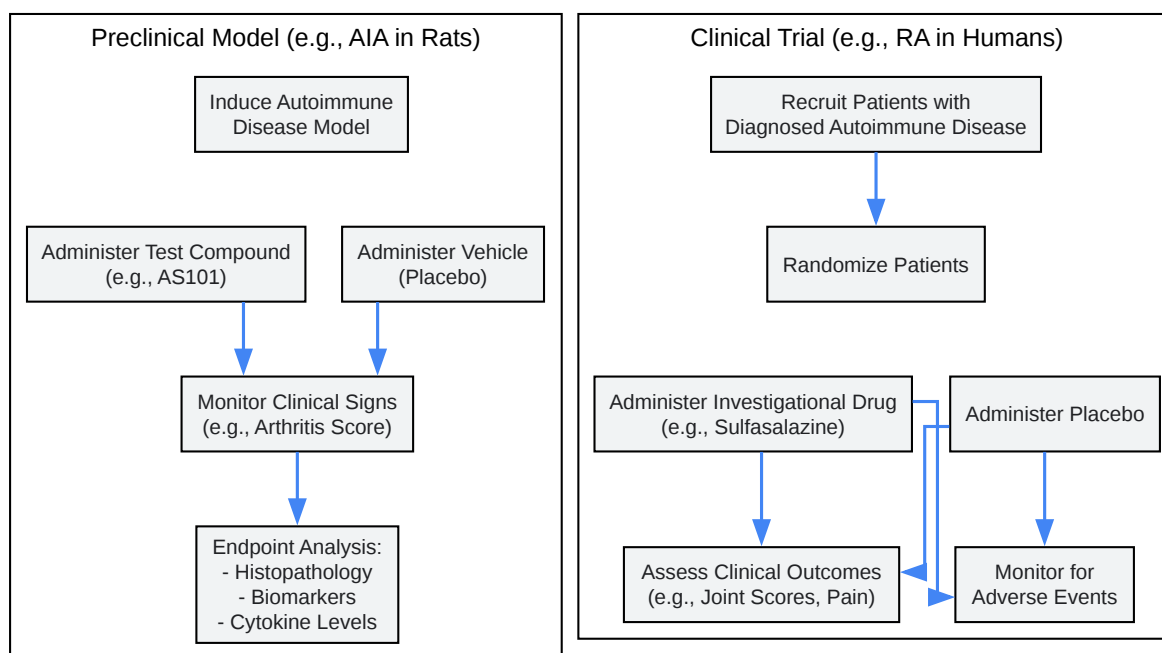 Preclinical Model (e.g., AIA in Rats)
Induce Autoimmune
Disease Model
Administer Test Compound
(e.g., AS101)
Administer Vehicle
(Placebo)
Monitor Clinical Signs
(e.g., Arthritis Score)
Endpoint Analysis:
- Histopathology
- Biomarkers
- Cytokine Levels
Clinical Trial (e.g., RA in Humans)
Recruit Patients with
Diagnosed Autoimmune Disease
Randomize Patients
Administer Investigational Drug
(e.g., Sulfasalazine)
Administer Placebo
Assess Clinical Outcomes
(e.g., Joint Scores, Pain)
Monitor for
Adverse Events